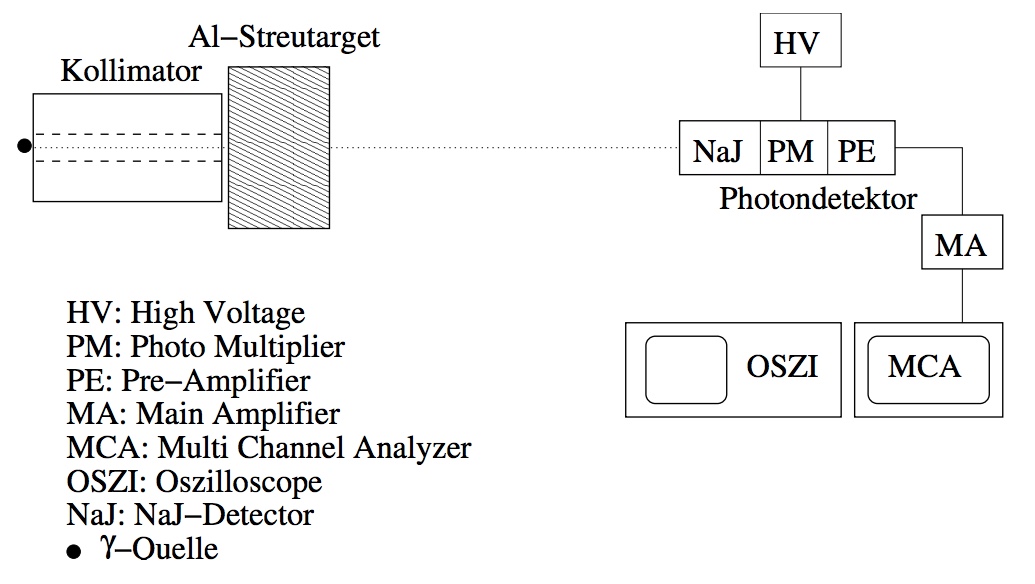 Al−Streutarget
Kollimator
HV
NaJ
PM
PE
Photondetektor
MA
OSZI
MCA
HV: High Voltage
PM: Photo Multiplier
PE: Pre−Amplifier
MA: Main Amplifier
MCA: Multi Channel Analyzer
OSZI: Oszilloscope
NaJ: NaJ−Detector
● γ−Quelle